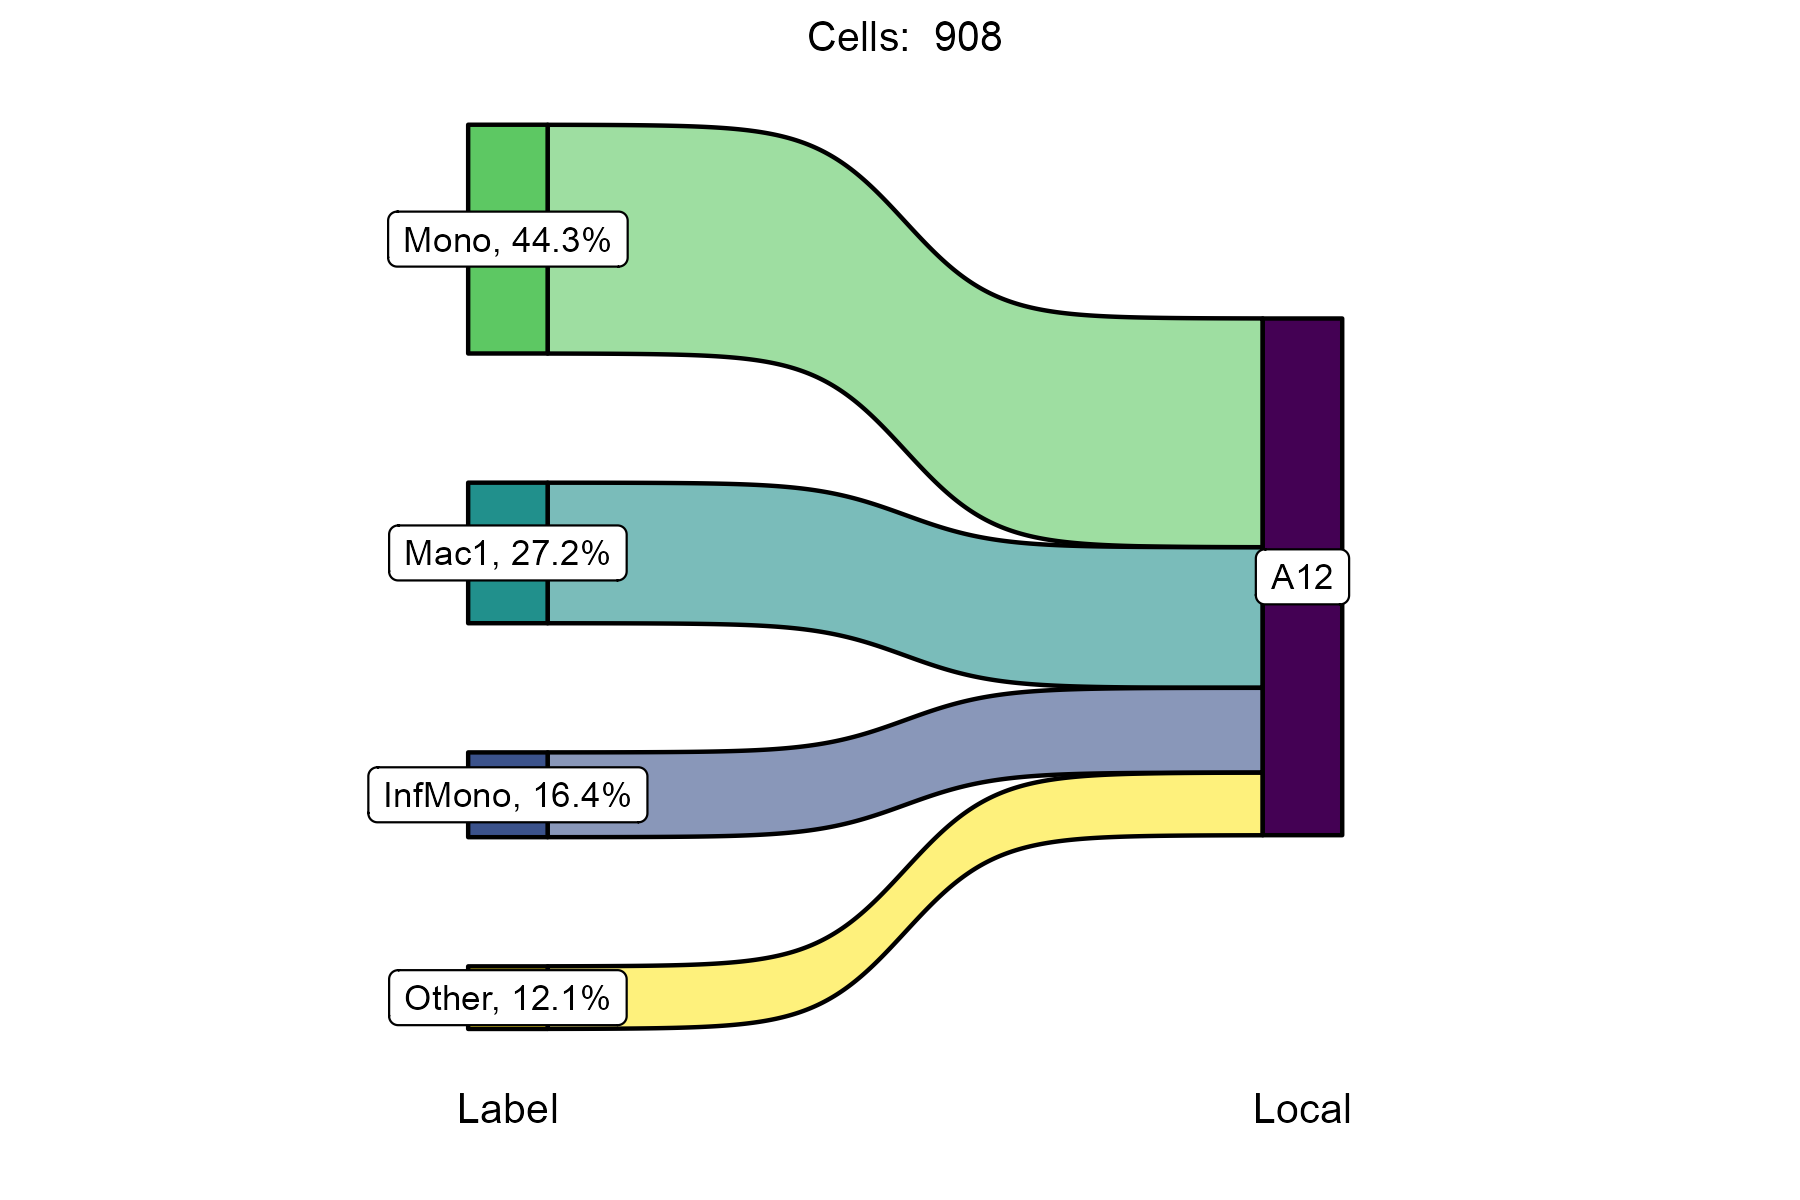 Cells:  908
Mono, 44.3%
Mac1, 27.2%
A12
InfMono, 16.4%
Other, 12.1%
Label
Local